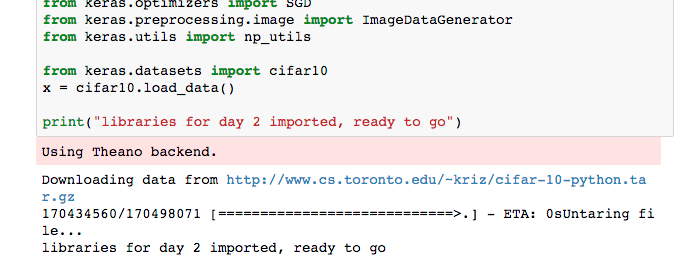 from keras.optimizers import SGD
from keras.preprocessing.image import ImageDataGenerator
from keras.utils import np_utils
from keras.datasets import cifar10
x = cifar10.load_data()
print("libraries for day 2 imported, ready to go")
Using Theano backend.
Downloading data from http://www.cs.toronto.edu/~kriz/cifar-10-python.ta
r.gz
170434560/170498071 [============================>.] - ETA: 0sUntaring fi
le...
libraries for day 2 imported, ready to go